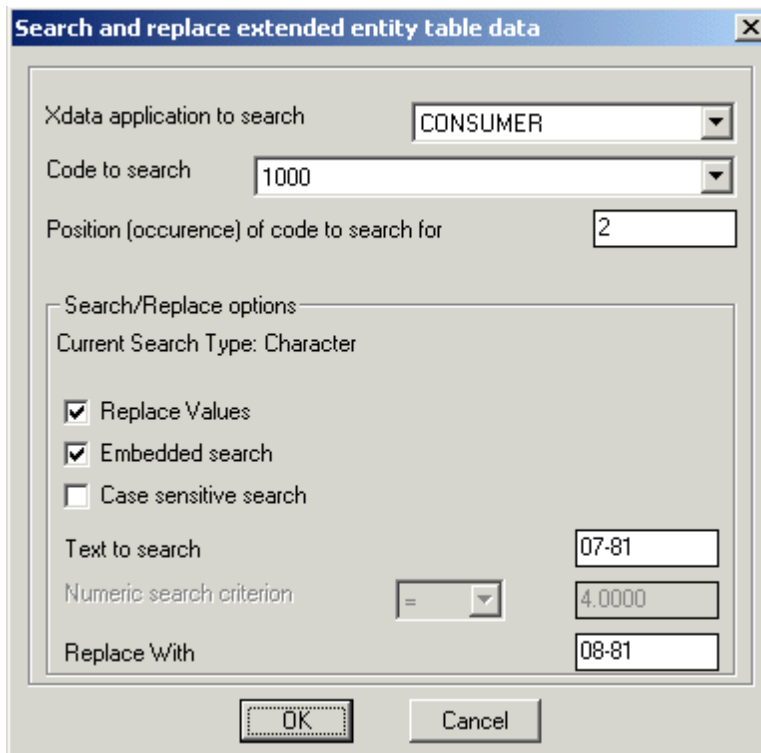 Search and replace extended entity table data
Xdata application to search CONSUMER
Code to search 1000
Position (occurence) of code to search for 2
Search/Replace options
Current Search Type: Character
Replace Values
Embedded search
Case sensitive search
Text to search 07-81
Numeric search criterion = 4.0000
Replace With 08-81
OK Cancel